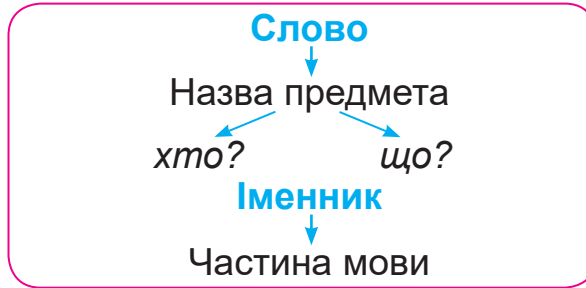 Слово
Назва предмета
хто? що?
Іменник
Частина мови